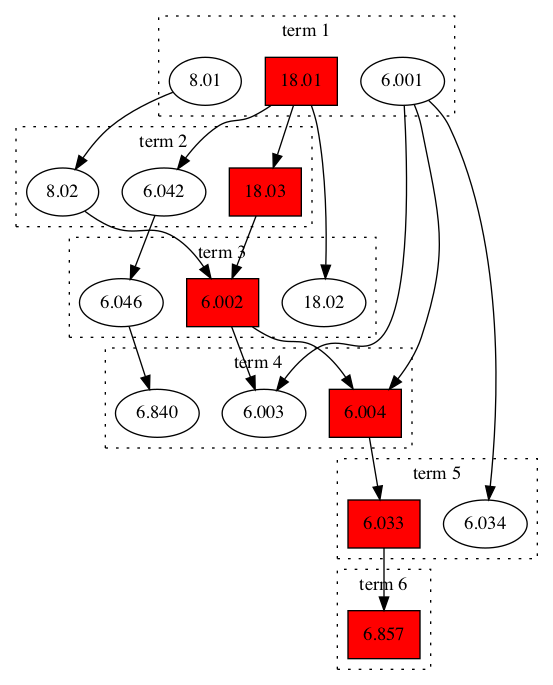 term 1
8.01 18.01 6.001
term 2
8.02 6.042 18.03
term 3
6.046 6.002 18.02
term 4
6.840 6.003 6.004
term 5
6.033 6.034
term 6
6.857